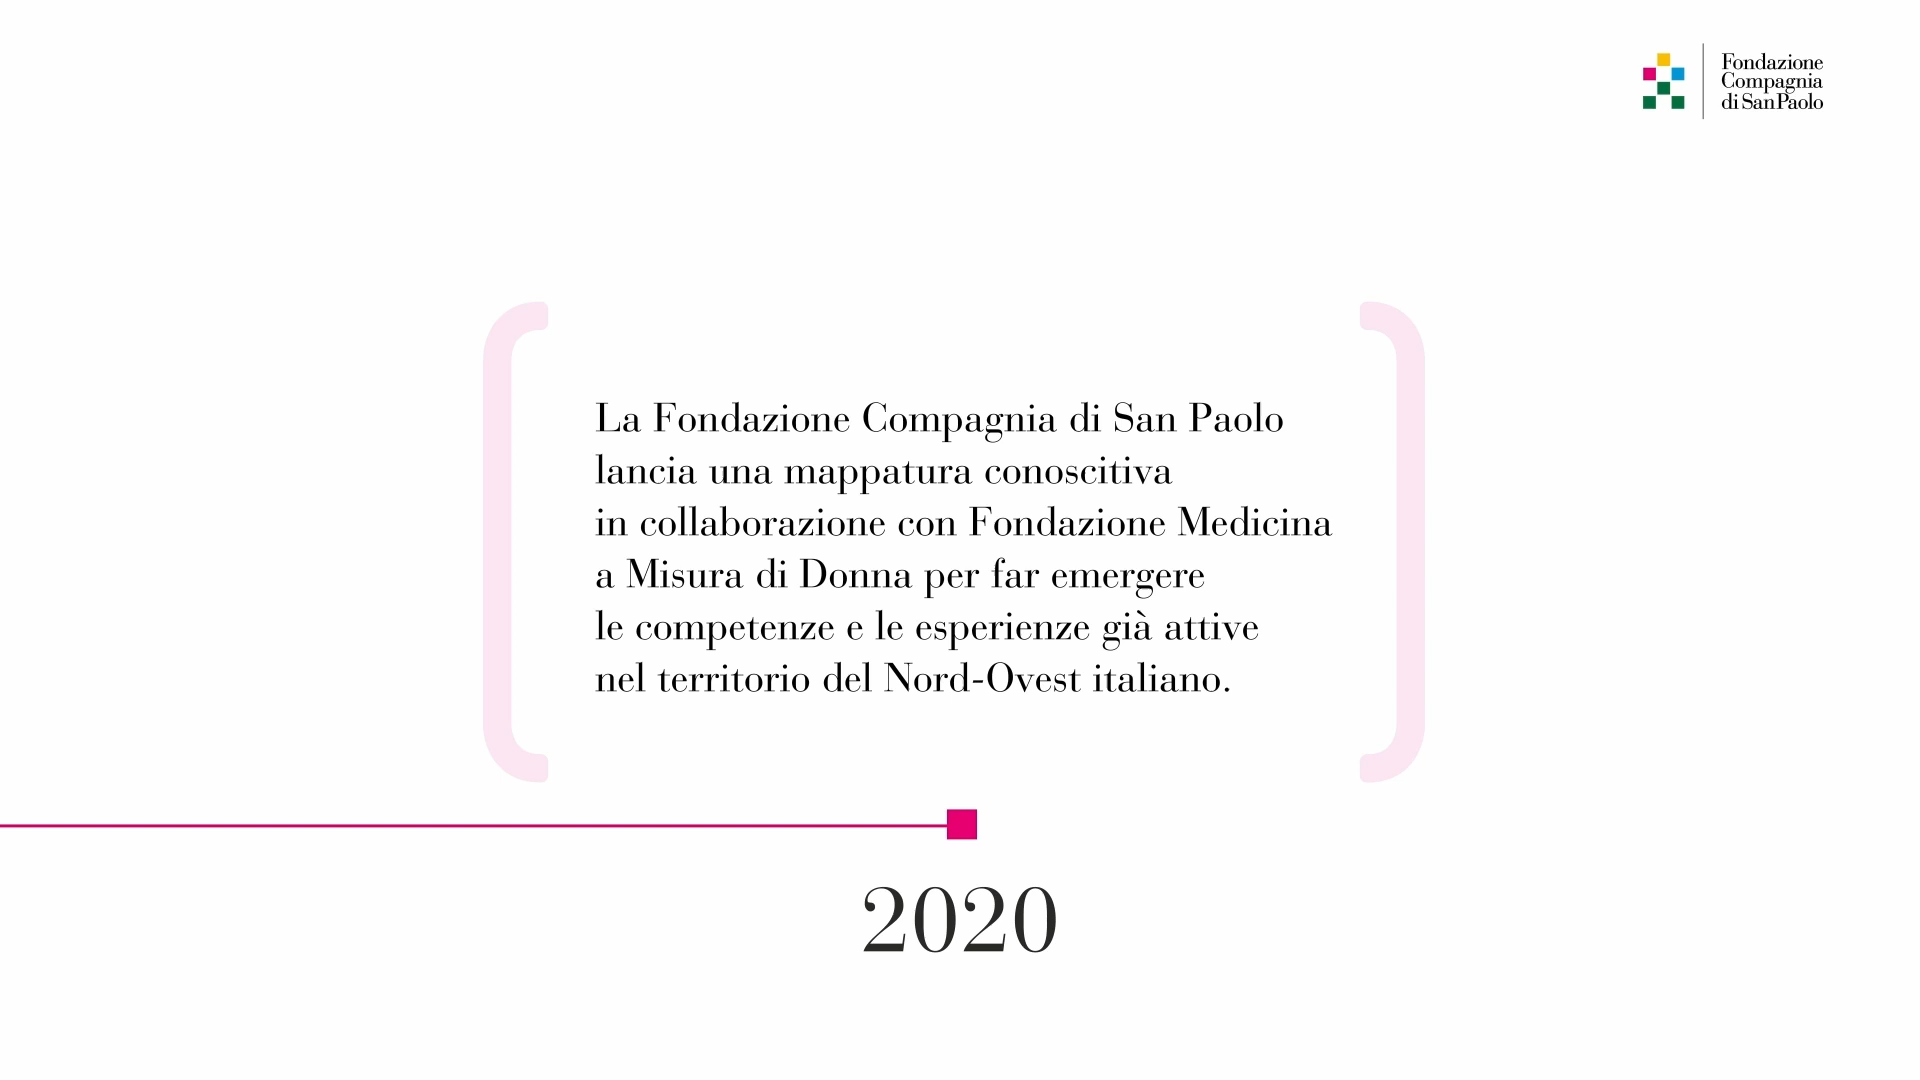 Fondazione
Compagnia
di San Paolo
La Fondazione Compagnia di San Paolo
lancia una mappatura conoscitiva
in collaborazione con Fondazione Medicina
a Misura di Donna per far emergere
le competenze e le esperienze già attive
nel territorio del Nord-Ovest italiano.
2020